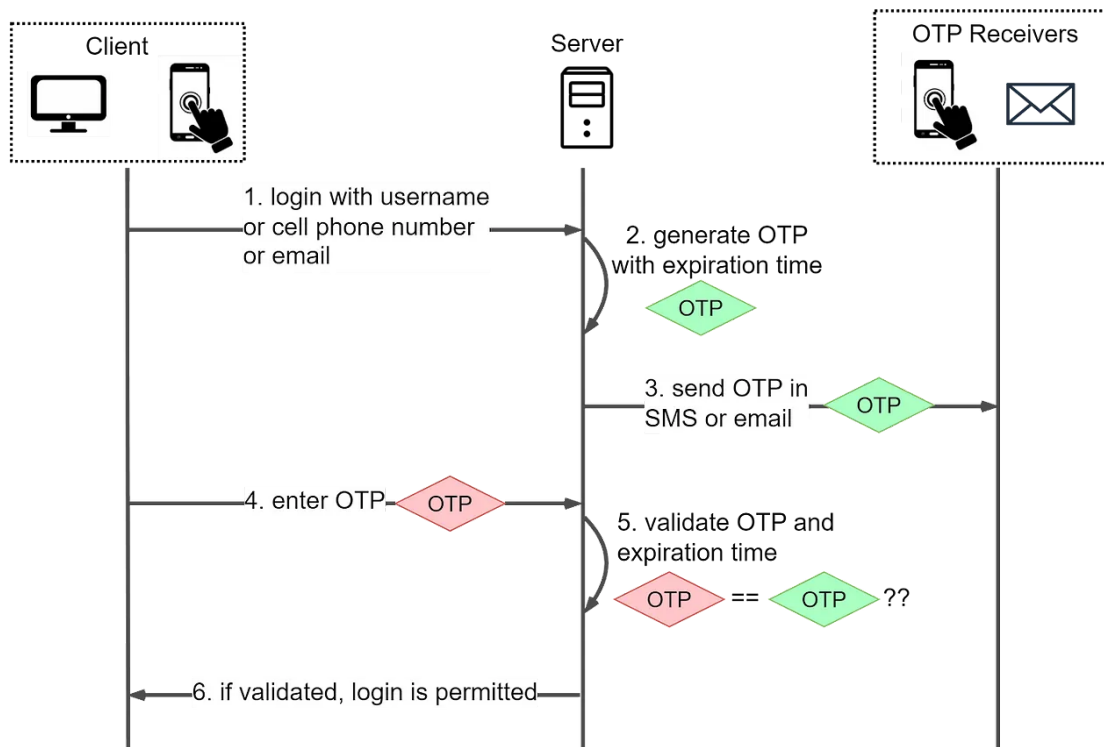 Client
Server
OTP Receivers
1. login with username
or cell phone number
or email
2. generate OTP
with expiration time
OTP
3. send OTP in
SMS or email
OTP
4. enter OTP
OTP
5. validate OTP and
expiration time
OTP == OTP ??
6. if validated, login is permitted